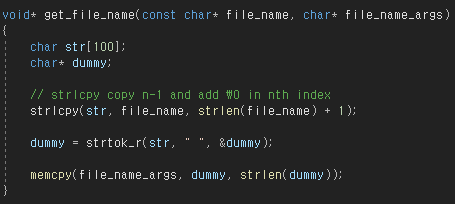 void* get_file_name(const char* file_name, char* file_name_args)
{
char str[100];
char* dummy;
// strlcpy copy n-1 and add ₩0 in nth index
strlcpy(str, file_name, strlen(file_name) + 1);
dummy = strtok_r(str, " ", &dummy);
memcpy(file_name_args, dummy, strlen(dummy));
}